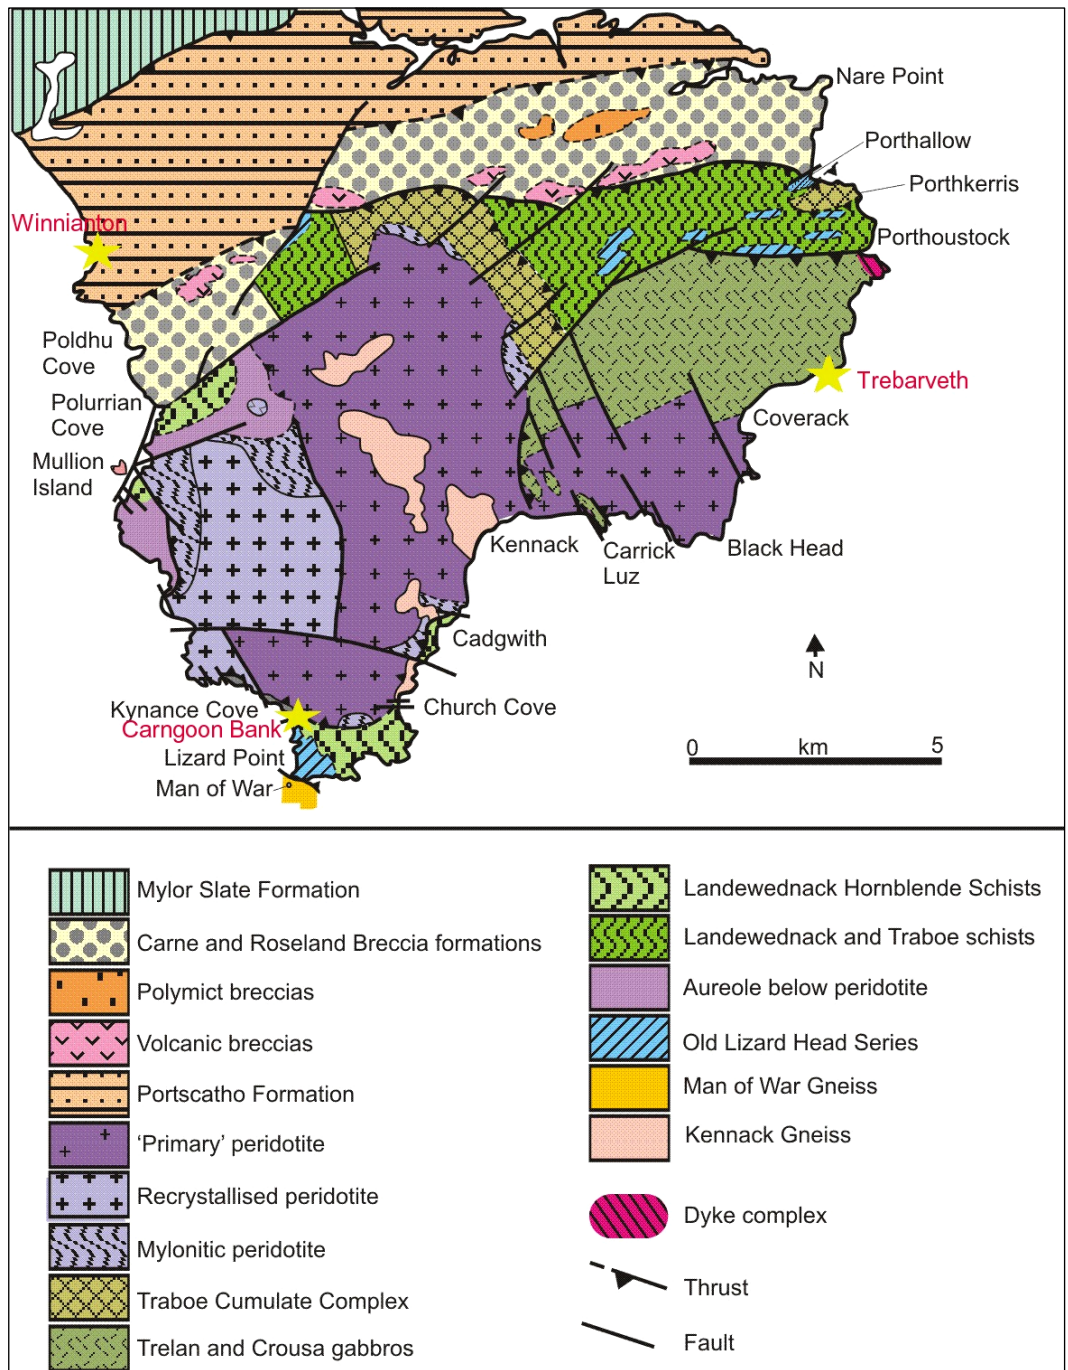 Nare Point
Porthallow
Porthkerris
Winnianton
Porthoustock
Poldhu
Cove
Trebarveth
Polurrian
Cove
Coverack
Mullion
Island
Kennack
Carrick
Luz
Black Head
Cadgwith
N
Kynance Cove
Church Cove
Carngoon Bank
Lizard Point
0 km 5
Man of War
Mylor Slate Formation
Carne and Roseland Breccia formations
Polymict breccias
Volcanic breccias
Portscatho Formation
‘Primary’ peridotite
Recrystallised peridotite
Mylonitic peridotite
Traboe Cumulate Complex
Trelan and Crousa gabbros
Landewednack Hornblende Schists
Landewednack and Traboe schists
Aureole below peridotite
Old Lizard Head Series
Man of War Gneiss
Kennack Gneiss
Dyke complex
Thrust
Fault